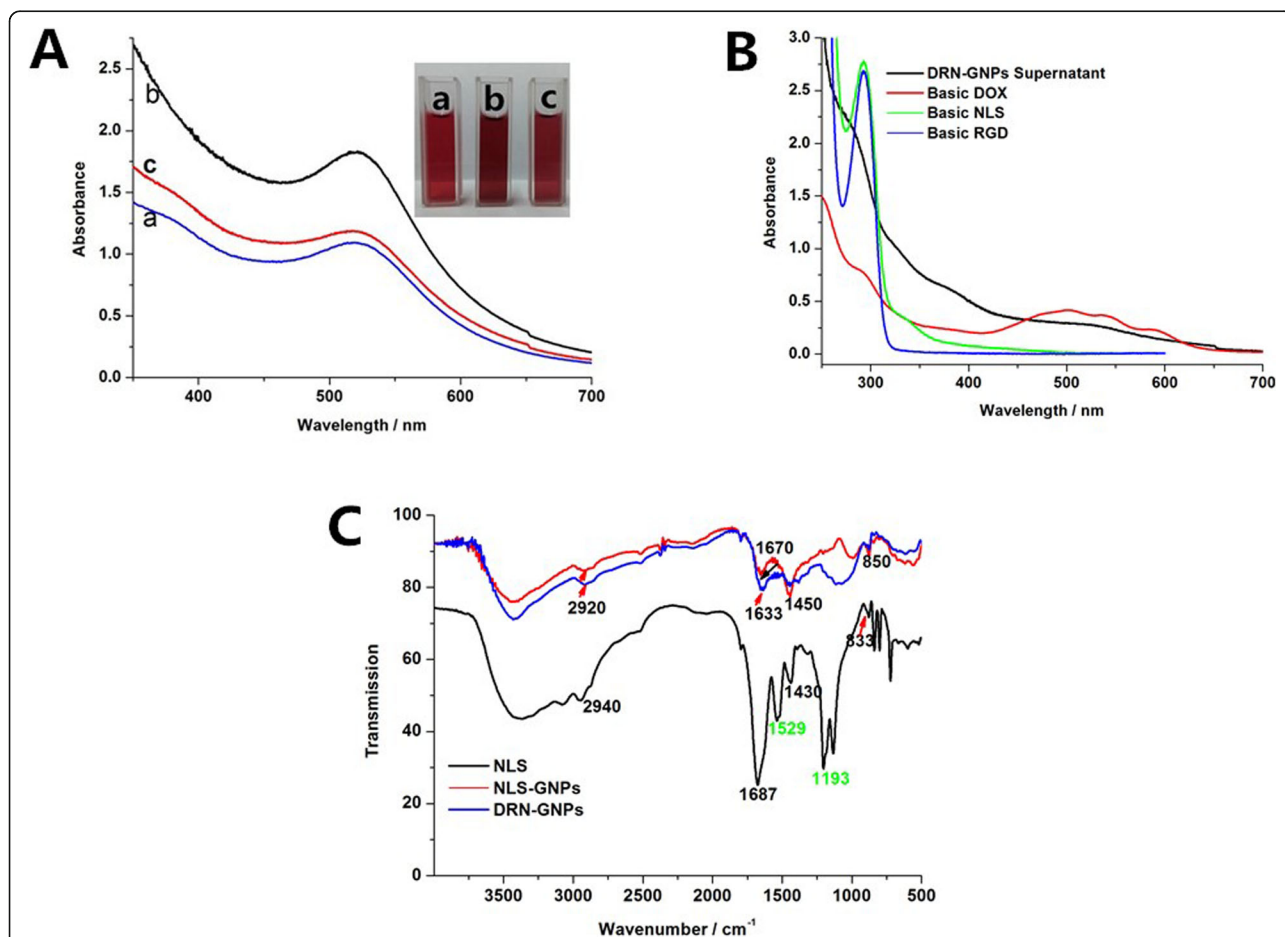 A
2.5
2.0
1.5
1.0
0.5
0.0
Absorbance
b
c
a
a b c
400 500 600 700
Wavelength / nm
B
3.0
2.5
2.0
1.5
1.0
0.5
0.0
Absorbance
DRN-GNPs Supernatant
Basic DOX
Basic NLS
Basic RGD
300 400 500 600 700
Wavelength / nm
C
100
80
60
40
20
0
Transmission
2920
1670
1633
1450
850
2940
1687
1529
1430
1193
833
NLS
NLS-GNPs
DRN-GNPs
3500 3000 2500 2000 1500 1000 500
Wavenumber / cm⁻¹